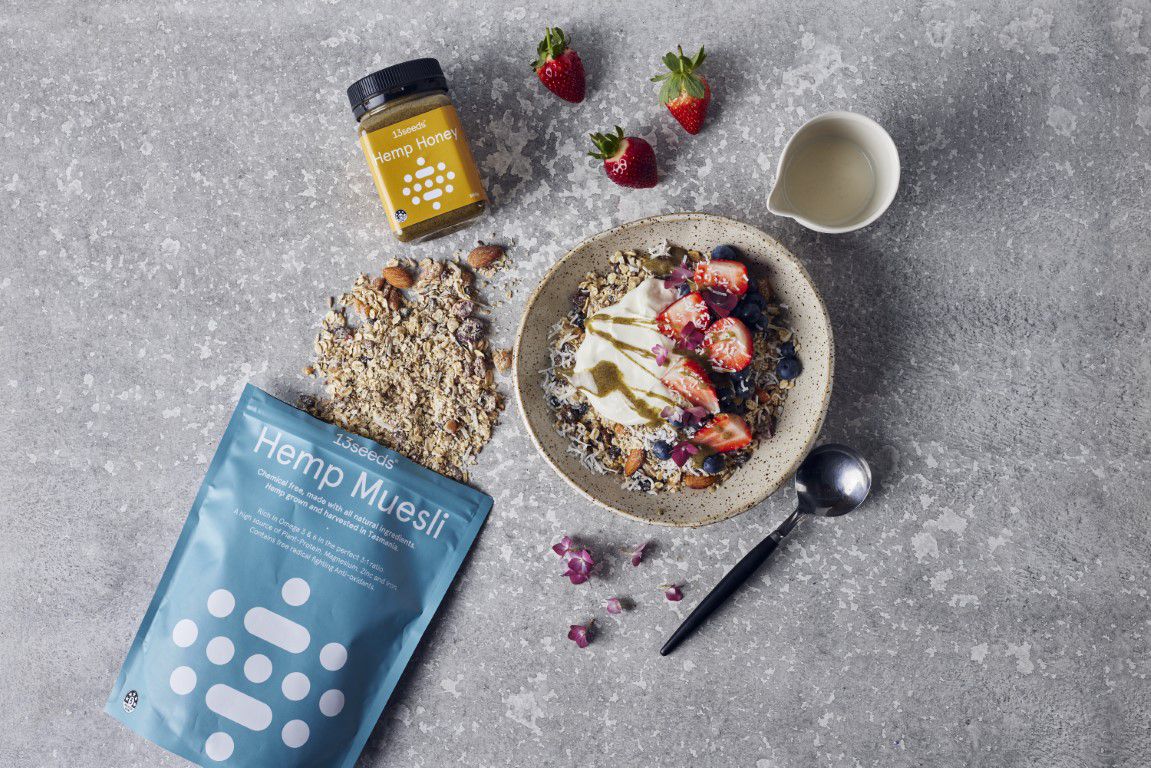 13seeds
Hemp Honey
13seeds
Hemp Muesli
Chemical free, made with all natural ingredients.
Hemp grown and harvested in Tasmania.
Rich in Omega 3 & 6 in the perfect 3:1 ratio
A high source of Plant-Protein, Magnesium, Zinc and Iron
Contains free radical fighting Anti-oxidants.